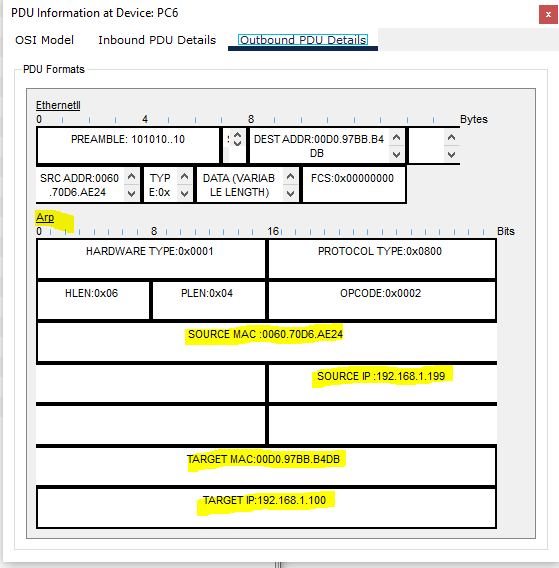 PDU Information at Device: PC6
x
OSI Model Inbound PDU Details Outbound PDU Details
PDU Formats
EthernetII
0 4 8 Bytes
PREAMBLE: 101010..10
DEST ADDR:00D0.97BB.B4
DB
SRC ADDR:0060
.70D6.AE24
TYP
E:0x
DATA (VARIAB
LE LENGTH)
FCS:0x00000000
Arp
0 8 16 Bits
HARDWARE TYPE:0x0001 PROTOCOL TYPE:0x0800
HLEN:0x06 PLEN:0x04 OPCODE:0x0002
SOURCE MAC :0060.70D6.AE24
SOURCE IP :192.168.1.199
TARGET MAC:00D0.97BB.B4DB
TARGET IP:192.168.1.100